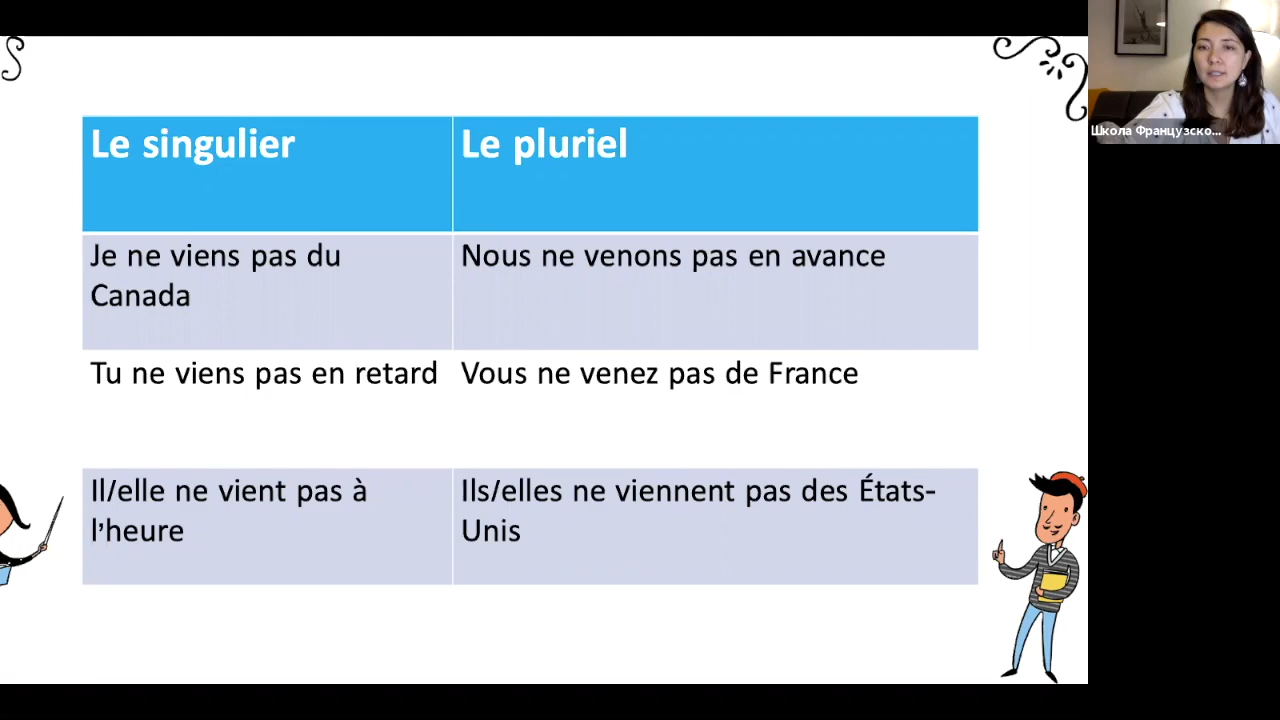 Le singulier
Le pluriel
Je ne viens pas du
Canada
Nous ne venons pas en avance
Tu ne viens pas en retard
Vous ne venez pas de France
Il/elle ne vient pas à
l’heure
Ils/elles ne viennent pas des États-
Unis
Школа Французско...